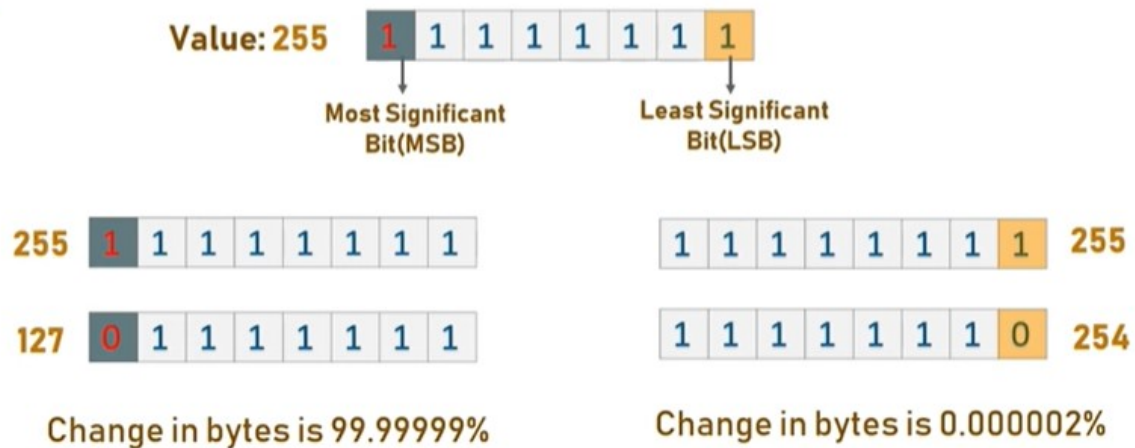 Value: 255 1 1 1 1 1 1 1 1
Most Significant
Bit(MSB)
Least Significant
Bit(LSB)
255 1 1 1 1 1 1 1 1
127 0 1 1 1 1 1 1 1
Change in bytes is 99.99999%
1 1 1 1 1 1 1 1 255
1 1 1 1 1 1 1 0 254
Change in bytes is 0.000002%